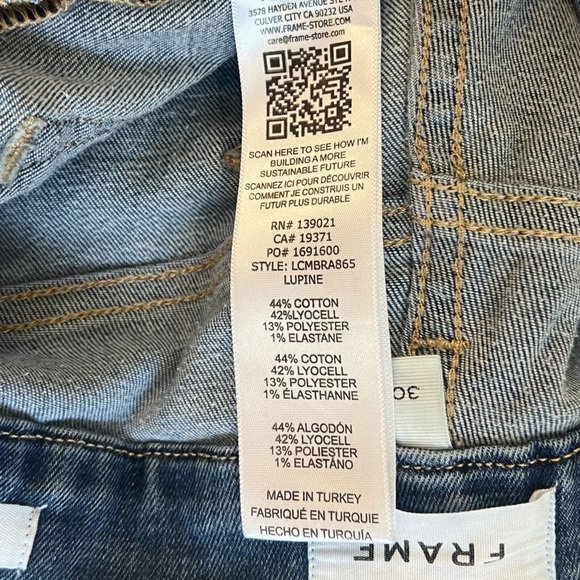 3578 HAYDEN AVENUE STE
CULVER CITY CA 90232 USA
WWW.FRAME-STORE.COM
care@frame-store.com
SCAN HERE TO SEE HOW I'M
BUILDING A MORE
SUSTAINABLE FUTURE
SCANNEZ ICI POUR DÉCOUVRIR
COMMENT JE CONSTRUIS UN
FUTUR PLUS DURABLE
RN# 139021
CA# 19371
PO# 1691600
STYLE: LCMBRA865
LUPINE
44% COTTON
42%LYOCELL
13% POLYESTER
1% ELASTANE
44% COTON
42% LYOCELL
13% POLYESTER
1% ÉLASTHANNE
44% ALGODÓN
42% LYOCELL
13% POLIESTER
1% ELASTÁNO
MADE IN TURKEY
FABRIQUÉ EN TURQUIE
HECHO EN TURQUÍA
30
FRAME